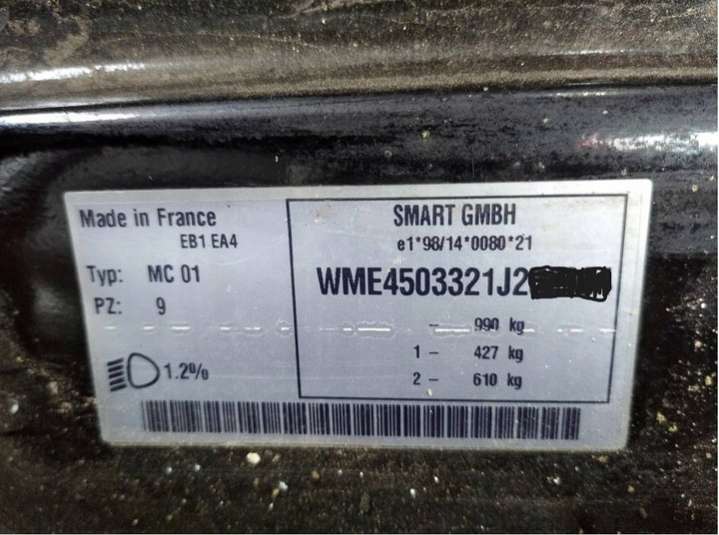 Made in France
EB1 EA4
Typ: MC 01
PZ: 9
1.2%
SMART GMBH
e1*98/14*0080*21
WME4503321J2
– 990 kg
1 – 427 kg
2 – 610 kg